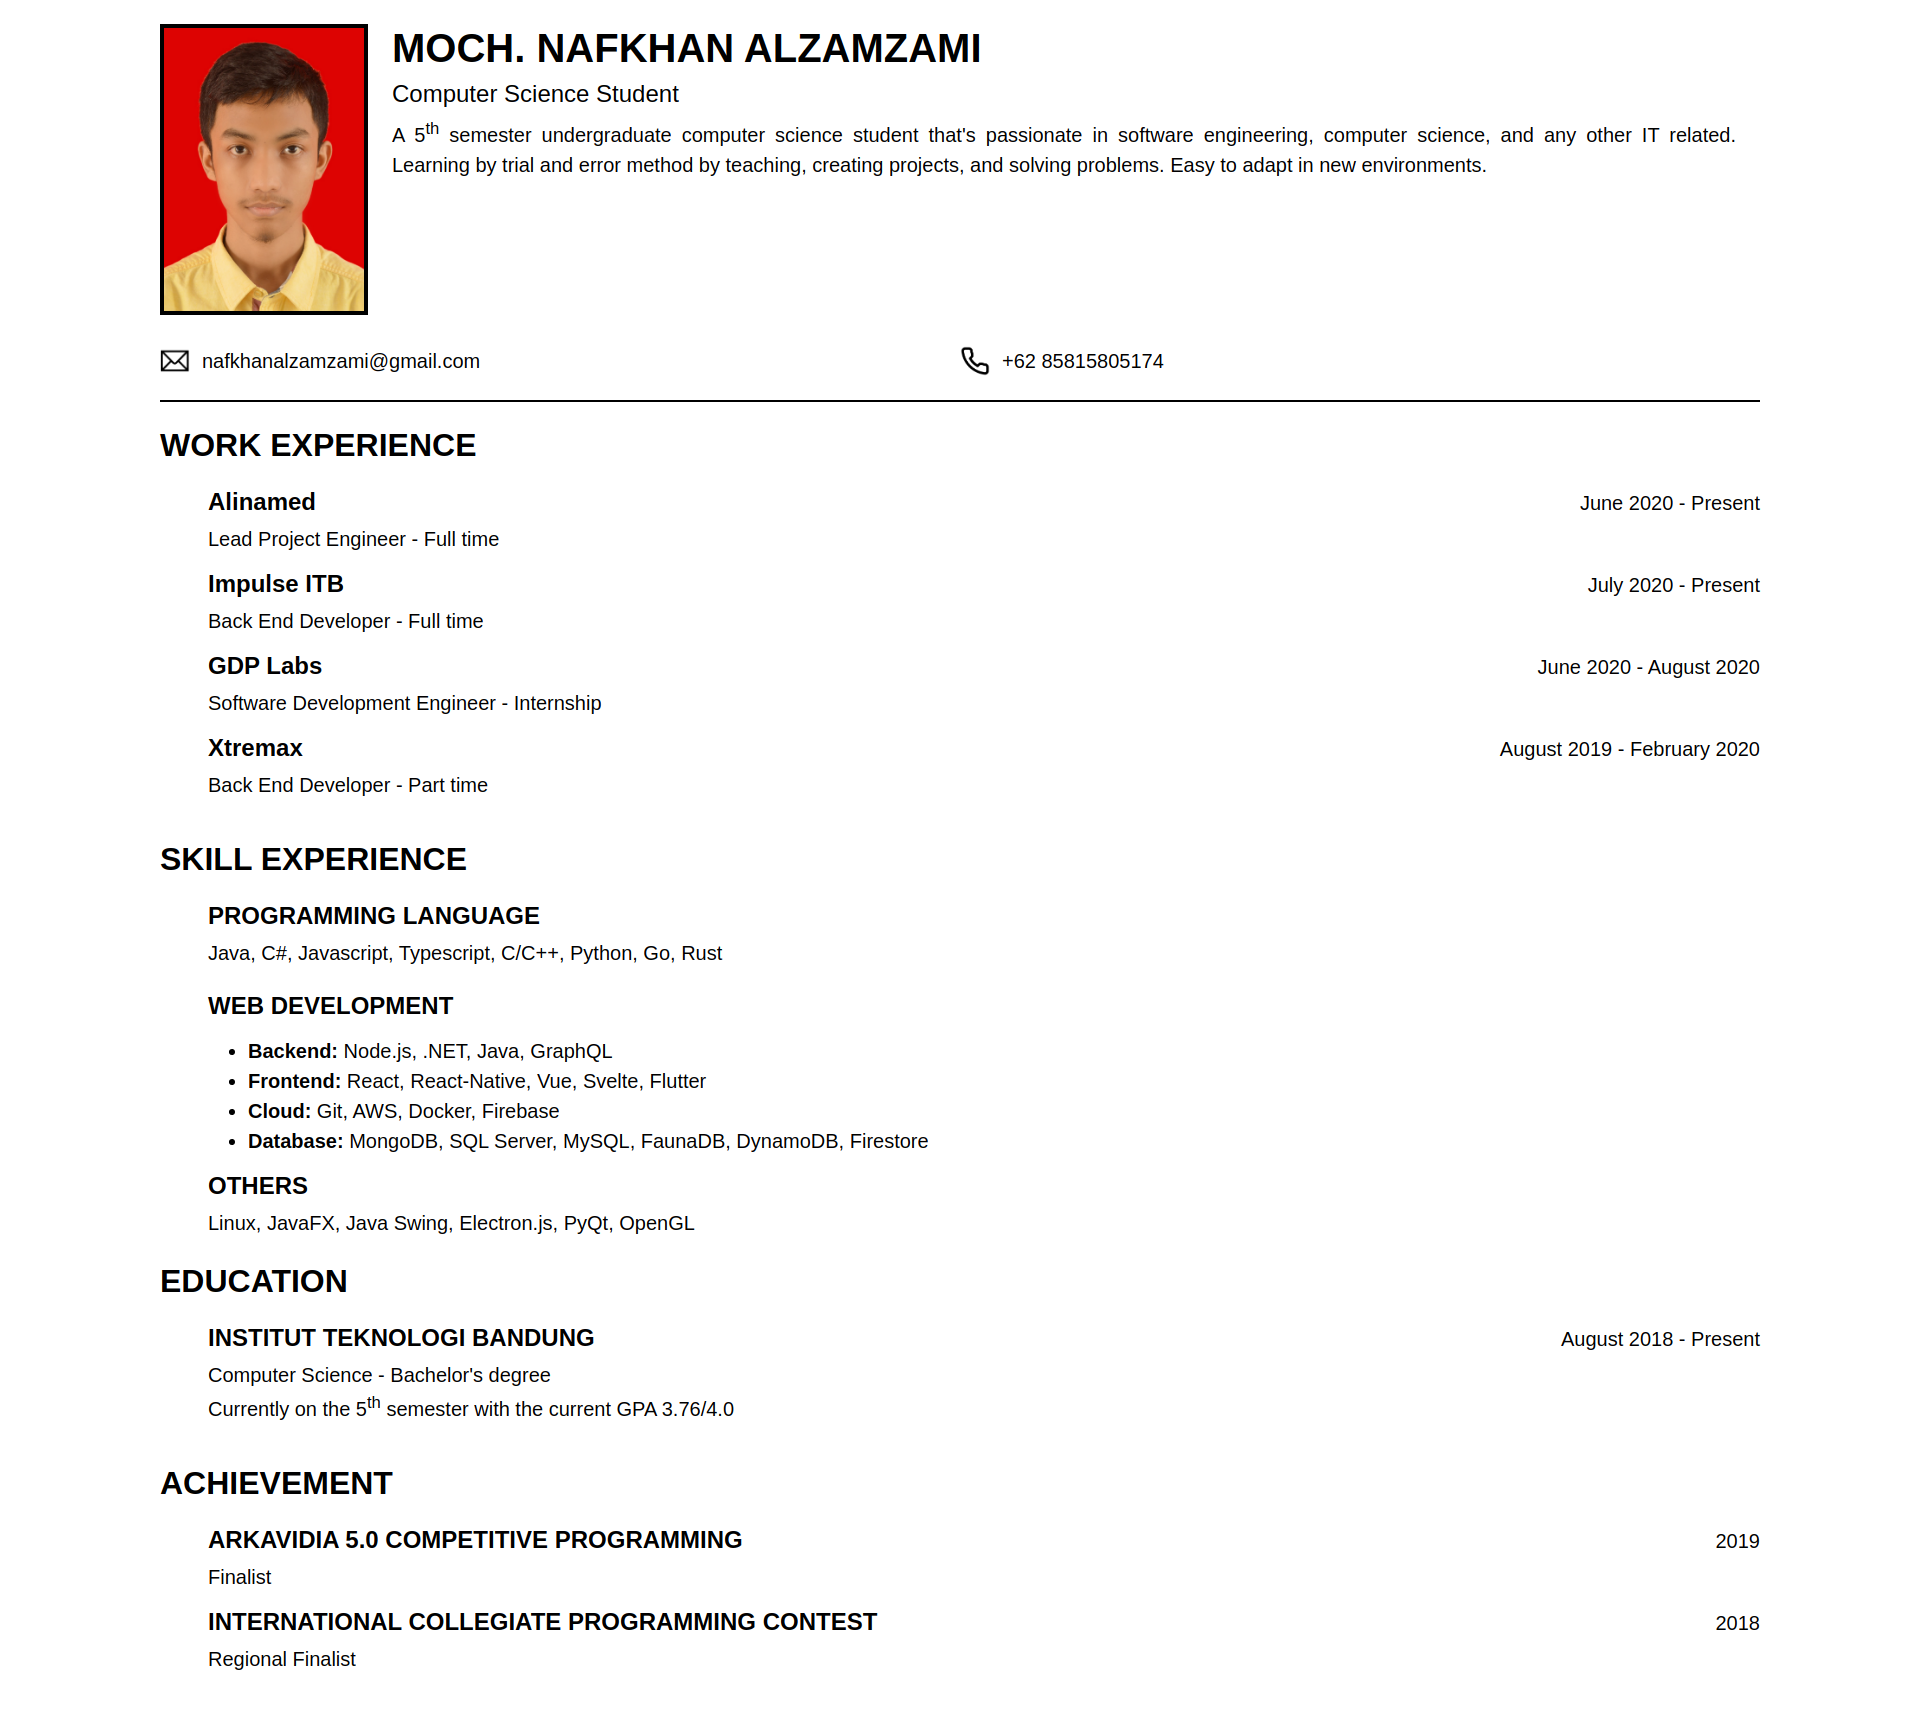 MOCH. NAFKHAN ALZAMZAMI
Computer Science Student
A 5th semester undergraduate computer science student that's passionate in software engineering, computer science, and any other IT related.
Learning by trial and error method by teaching, creating projects, and solving problems. Easy to adapt in new environments.
nafkhanalzamzami@gmail.com
+62 85815805174
WORK EXPERIENCE
Alinamed June 2020 - Present
Lead Project Engineer - Full time
Impulse ITB July 2020 - Present
Back End Developer - Full time
GDP Labs June 2020 - August 2020
Software Development Engineer - Internship
Xtremax August 2019 - February 2020
Back End Developer - Part time
SKILL EXPERIENCE
PROGRAMMING LANGUAGE
Java, C#, Javascript, Typescript, C/C++, Python, Go, Rust
WEB DEVELOPMENT
• Backend: Node.js, .NET, Java, GraphQL
• Frontend: React, React-Native, Vue, Svelte, Flutter
• Cloud: Git, AWS, Docker, Firebase
• Database: MongoDB, SQL Server, MySQL, FaunaDB, DynamoDB, Firestore
OTHERS
Linux, JavaFX, Java Swing, Electron.js, PyQt, OpenGL
EDUCATION
INSTITUT TEKNOLOGI BANDUNG August 2018 - Present
Computer Science - Bachelor's degree
Currently on the 5th semester with the current GPA 3.76/4.0
ACHIEVEMENT
ARKAVIDIA 5.0 COMPETITIVE PROGRAMMING 2019
Finalist
INTERNATIONAL COLLEGIATE PROGRAMMING CONTEST 2018
Regional Finalist